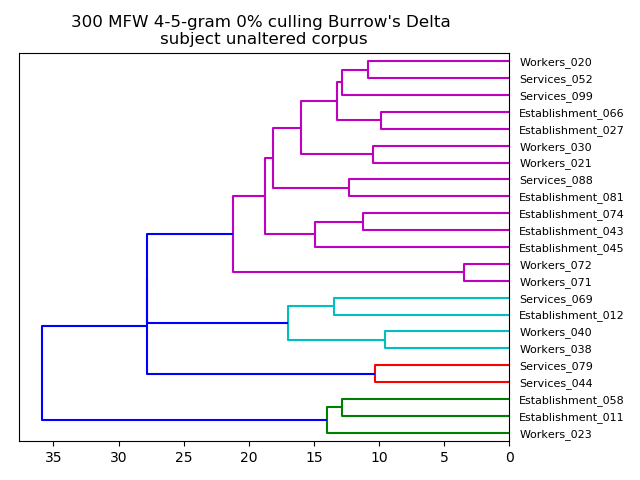 300 MFW 4-5-gram 0% culling Burrow's Delta
subject unaltered corpus
Workers_020
Services_052
Services_099
Establishment_066
Establishment_027
Workers_030
Workers_021
Services_088
Establishment_081
Establishment_074
Establishment_043
Establishment_045
Workers_072
Workers_071
Services_069
Establishment_012
Workers_040
Workers_038
Services_079
Services_044
Establishment_058
Establishment_011
Workers_023
35 30 25 20 15 10 5 0